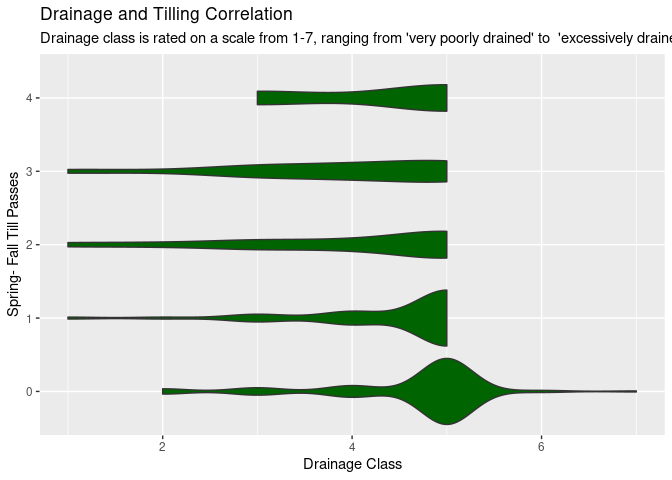 Drainage and Tilling Correlation
Drainage class is rated on a scale from 1-7, ranging from 'very poorly drained' to  'excessively draine
4
3
2
1
0
Spring- Fall Till Passes
2 4 6
Drainage Class